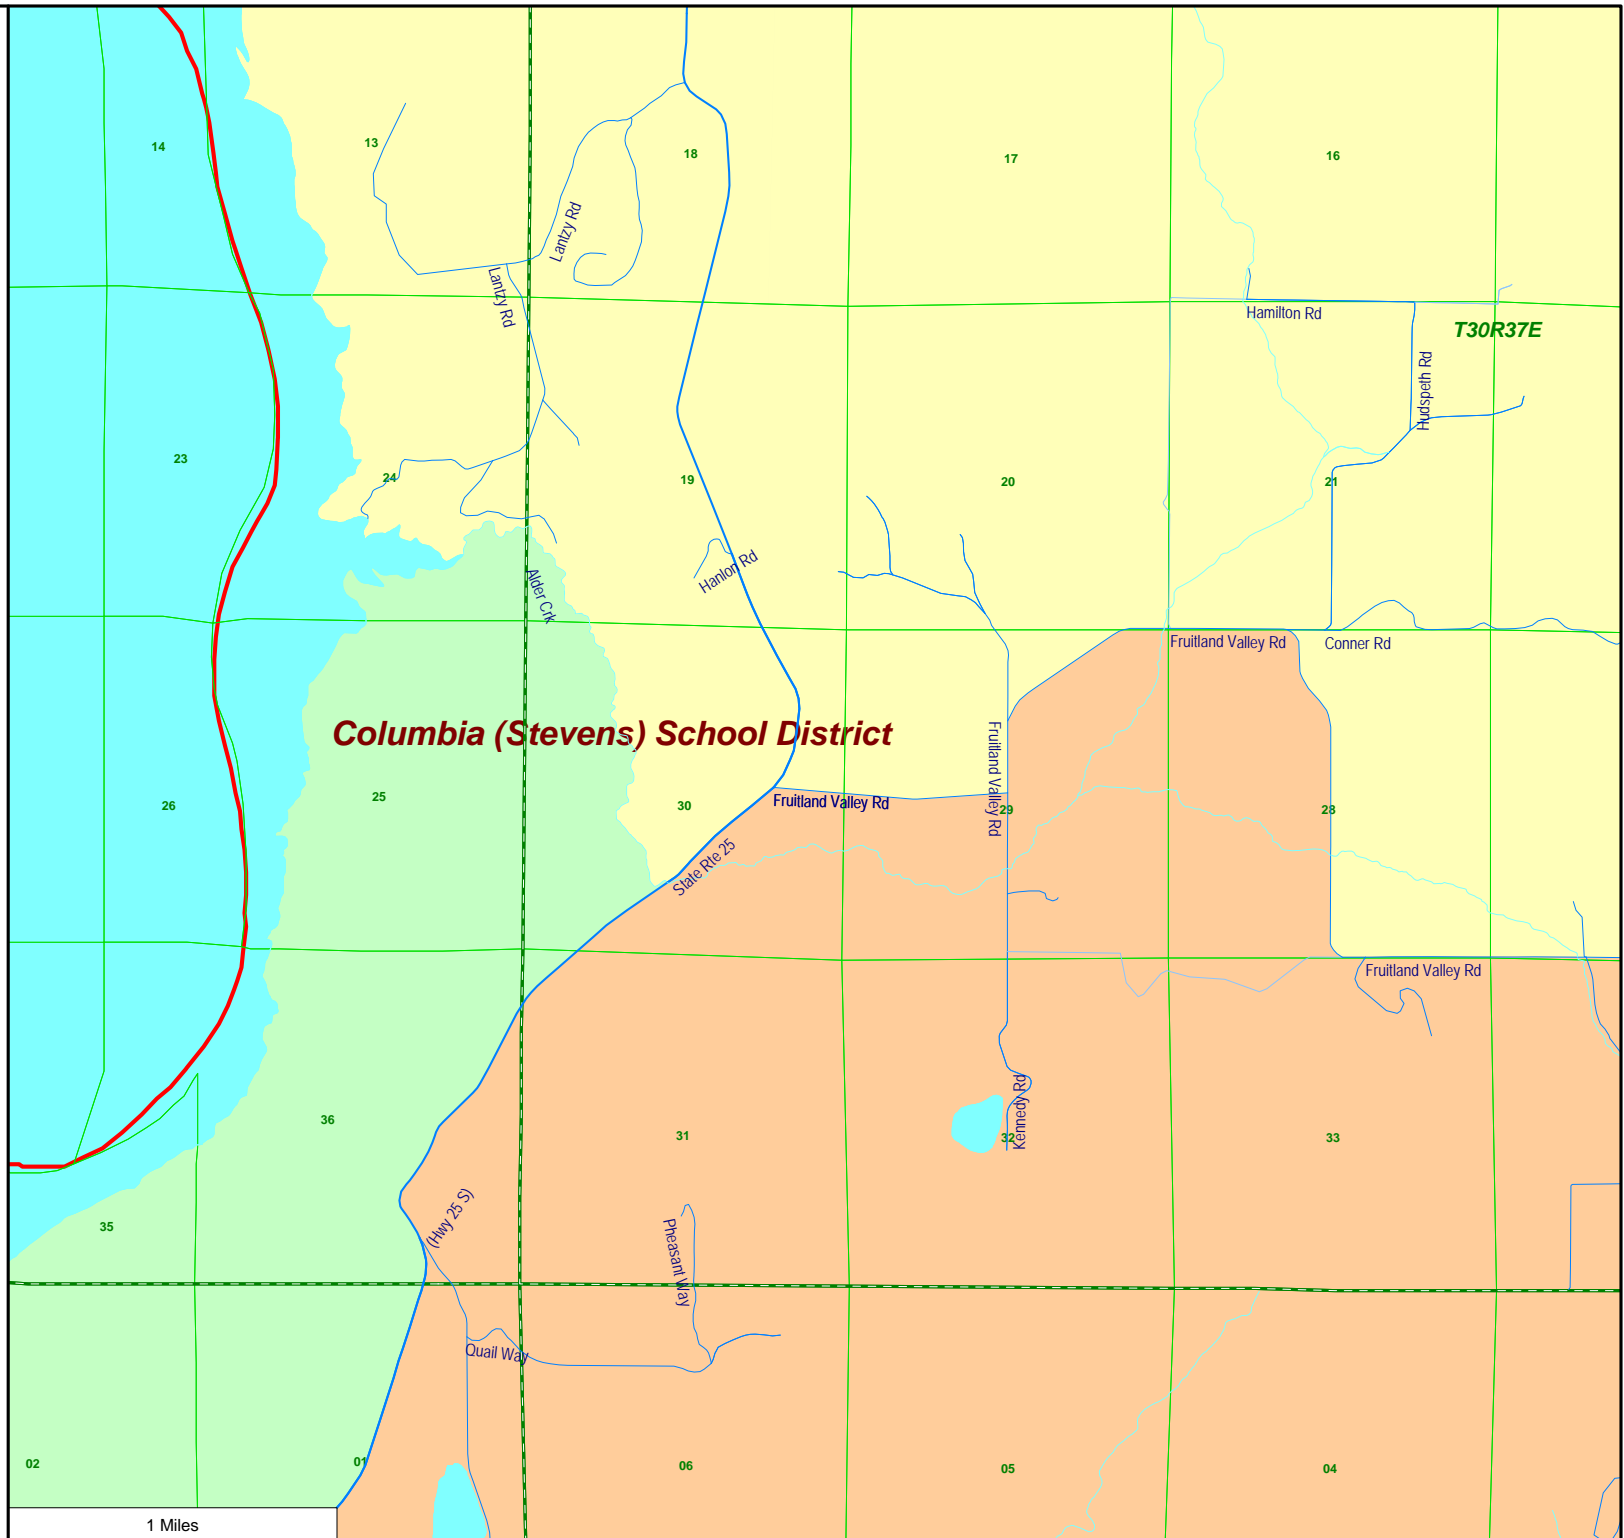 14
13
18
17
16
Lantzy Rd
Lantzy Rd
Hamilton Rd
T30R37E
Hudspeth Rd
23
24
19
20
21
Hanlon Rd
Alder Crk
Fruitland Valley Rd
Conner Rd
Columbia (Stevens) School District
Fruitland Valley Rd
26
25
30
Fruitland Valley Rd
29
28
State Rte 25
Fruitland Valley Rd
36
31
32
Kennedy Rd
33
35
(Hwy 25 S)
Pheasant Way
Quail Way
02
01
06
05
04
1 Miles